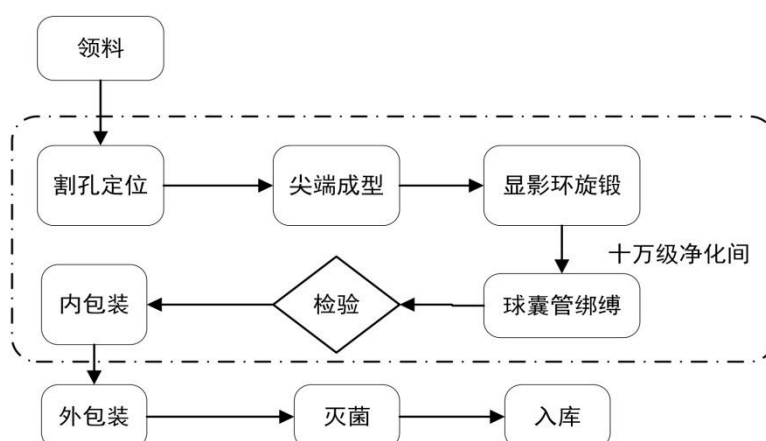 领料
割孔定位
尖端成型
显影环旋锻
十万级净化间
球囊管绑缚
检验
内包装
外包装
灭菌
入库